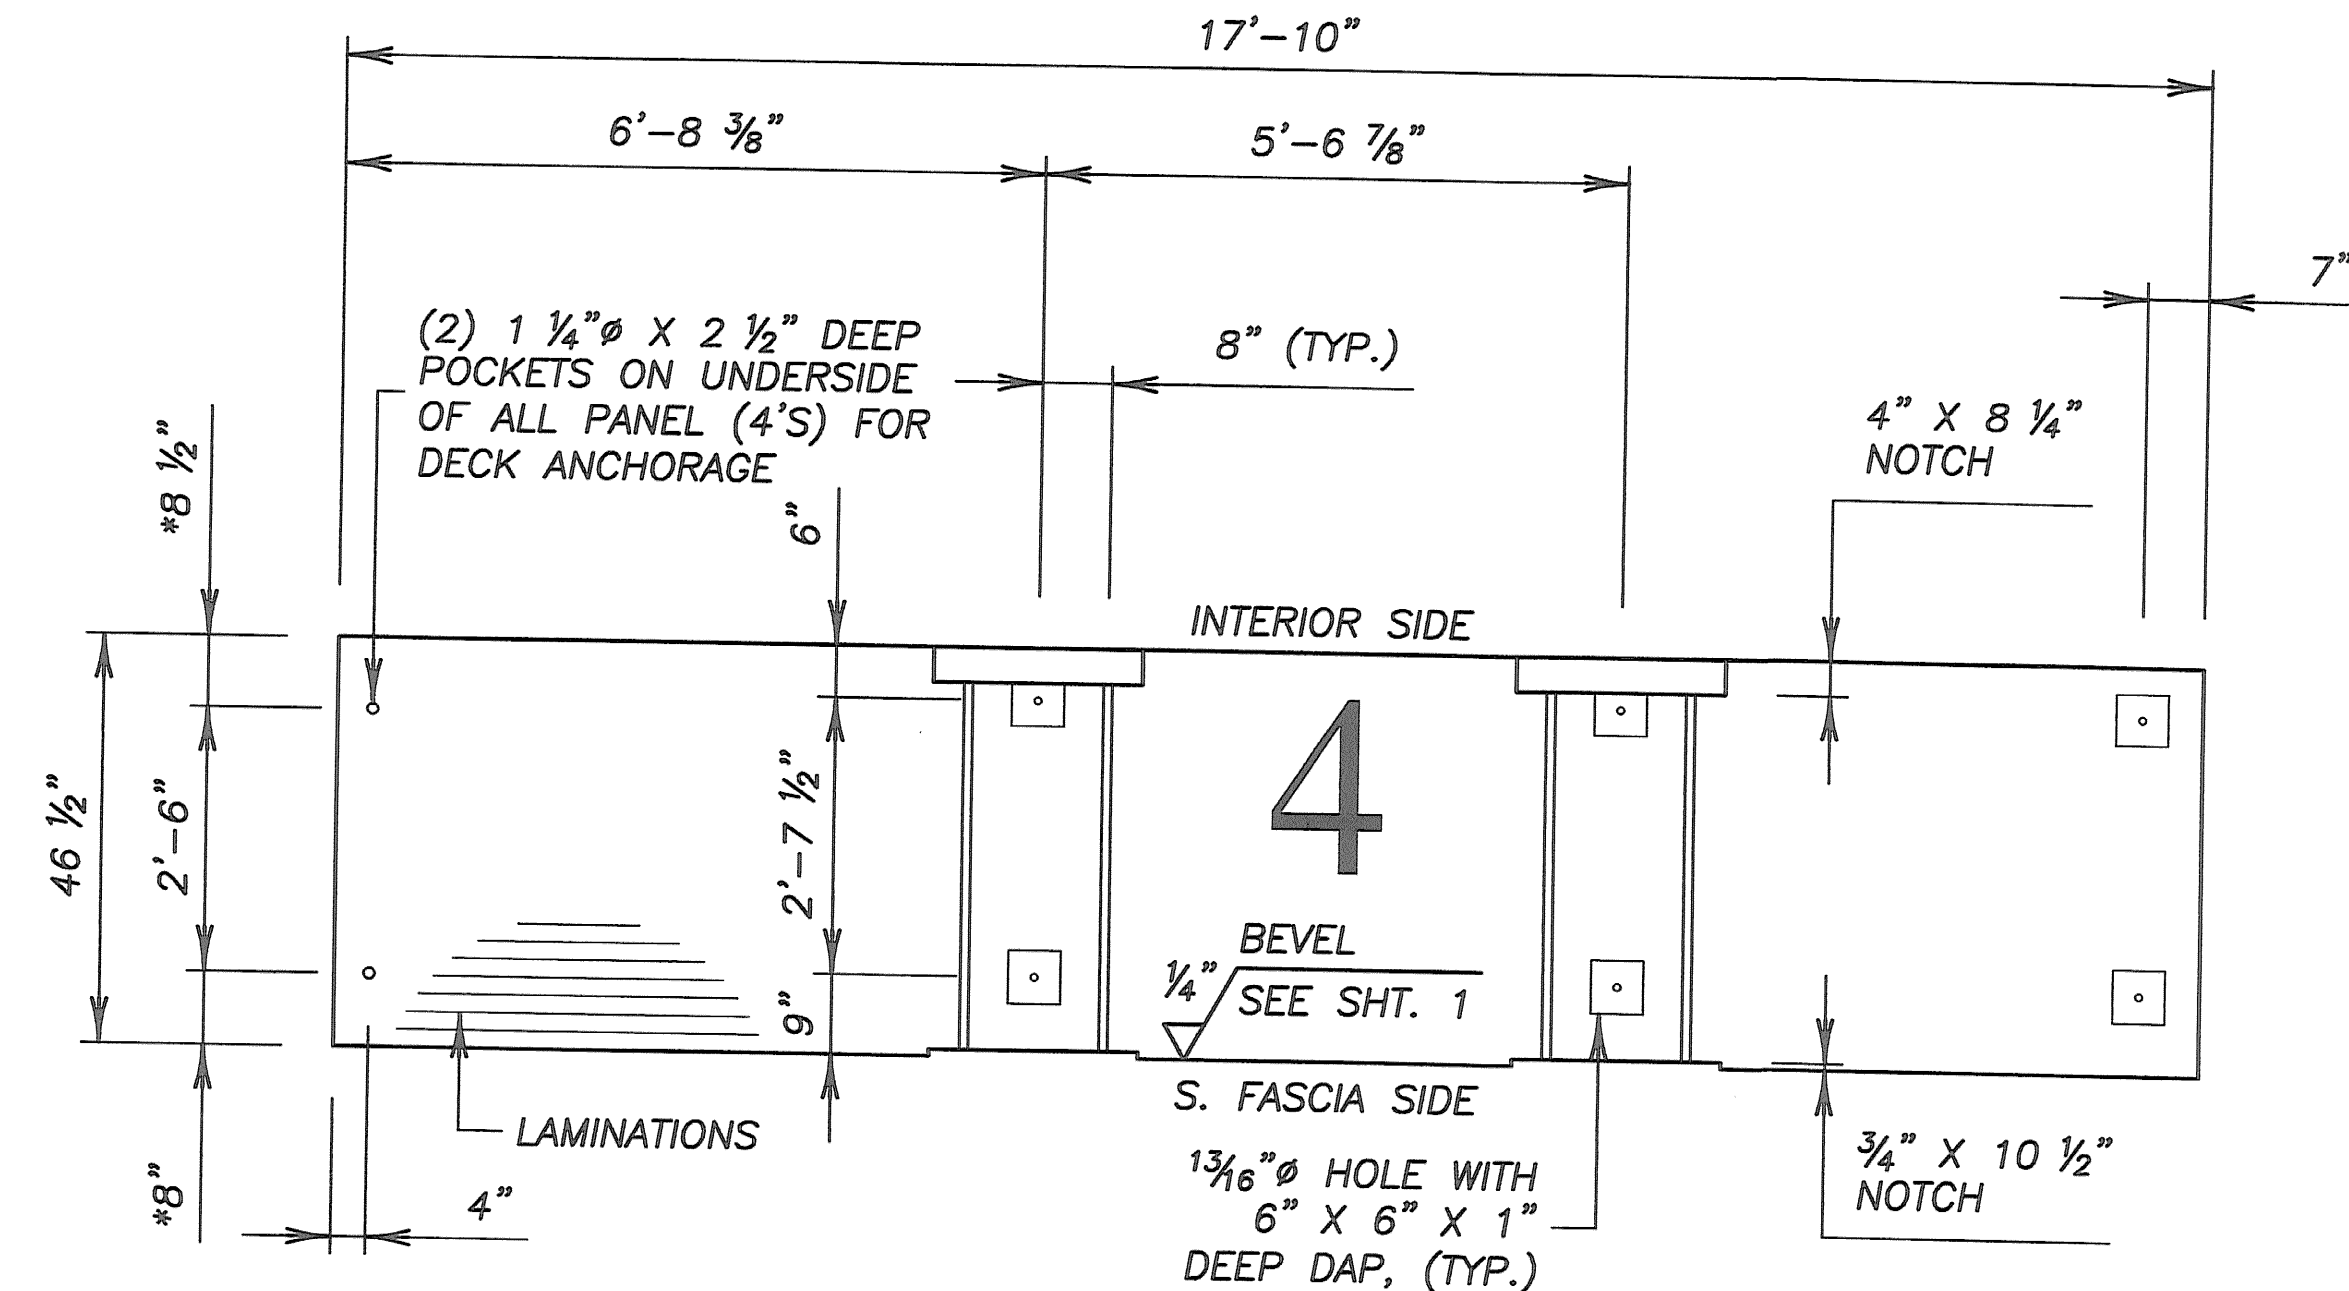 17'-10"
6'-8 3/8"
5'-6 7/8"
7"
(2) 1 1/4"ø X 2 1/2" DEEP
POCKETS ON UNDERSIDE
OF ALL PANEL (4'S) FOR
DECK ANCHORAGE
8" (TYP.)
4" X 8 1/4"
NOTCH
*8 1/2"
6"
INTERIOR SIDE
46 1/2"
2'-6"
2'-7 1/2"
4
9"
1/4"
BEVEL
SEE SHT. 1
S. FASCIA SIDE
LAMINATIONS
*8"
4"
13/16"ø HOLE WITH
6" X 6" X 1"
DEEP DAP, (TYP.)
3/4" X 10 1/2"
NOTCH